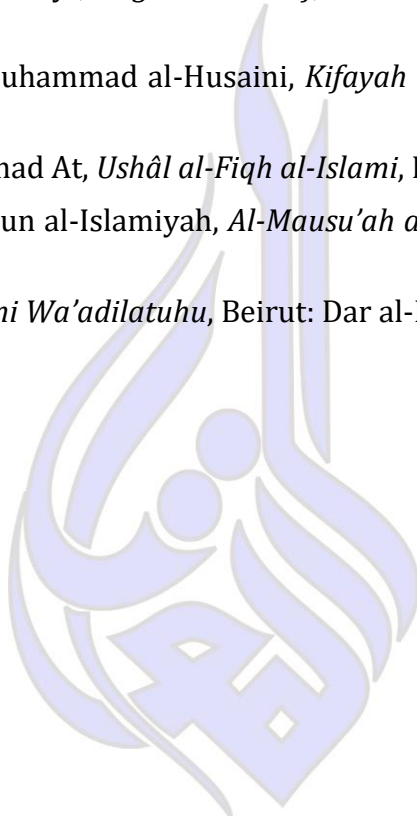 uhammad al-Husaini, Kifayah
mad At, Ushâl al-Fiqh al-Islami,
un al-Islamiyah, Al-Mausu'ah a
ni Wa'adilatuhu, Beirut: Dar al-